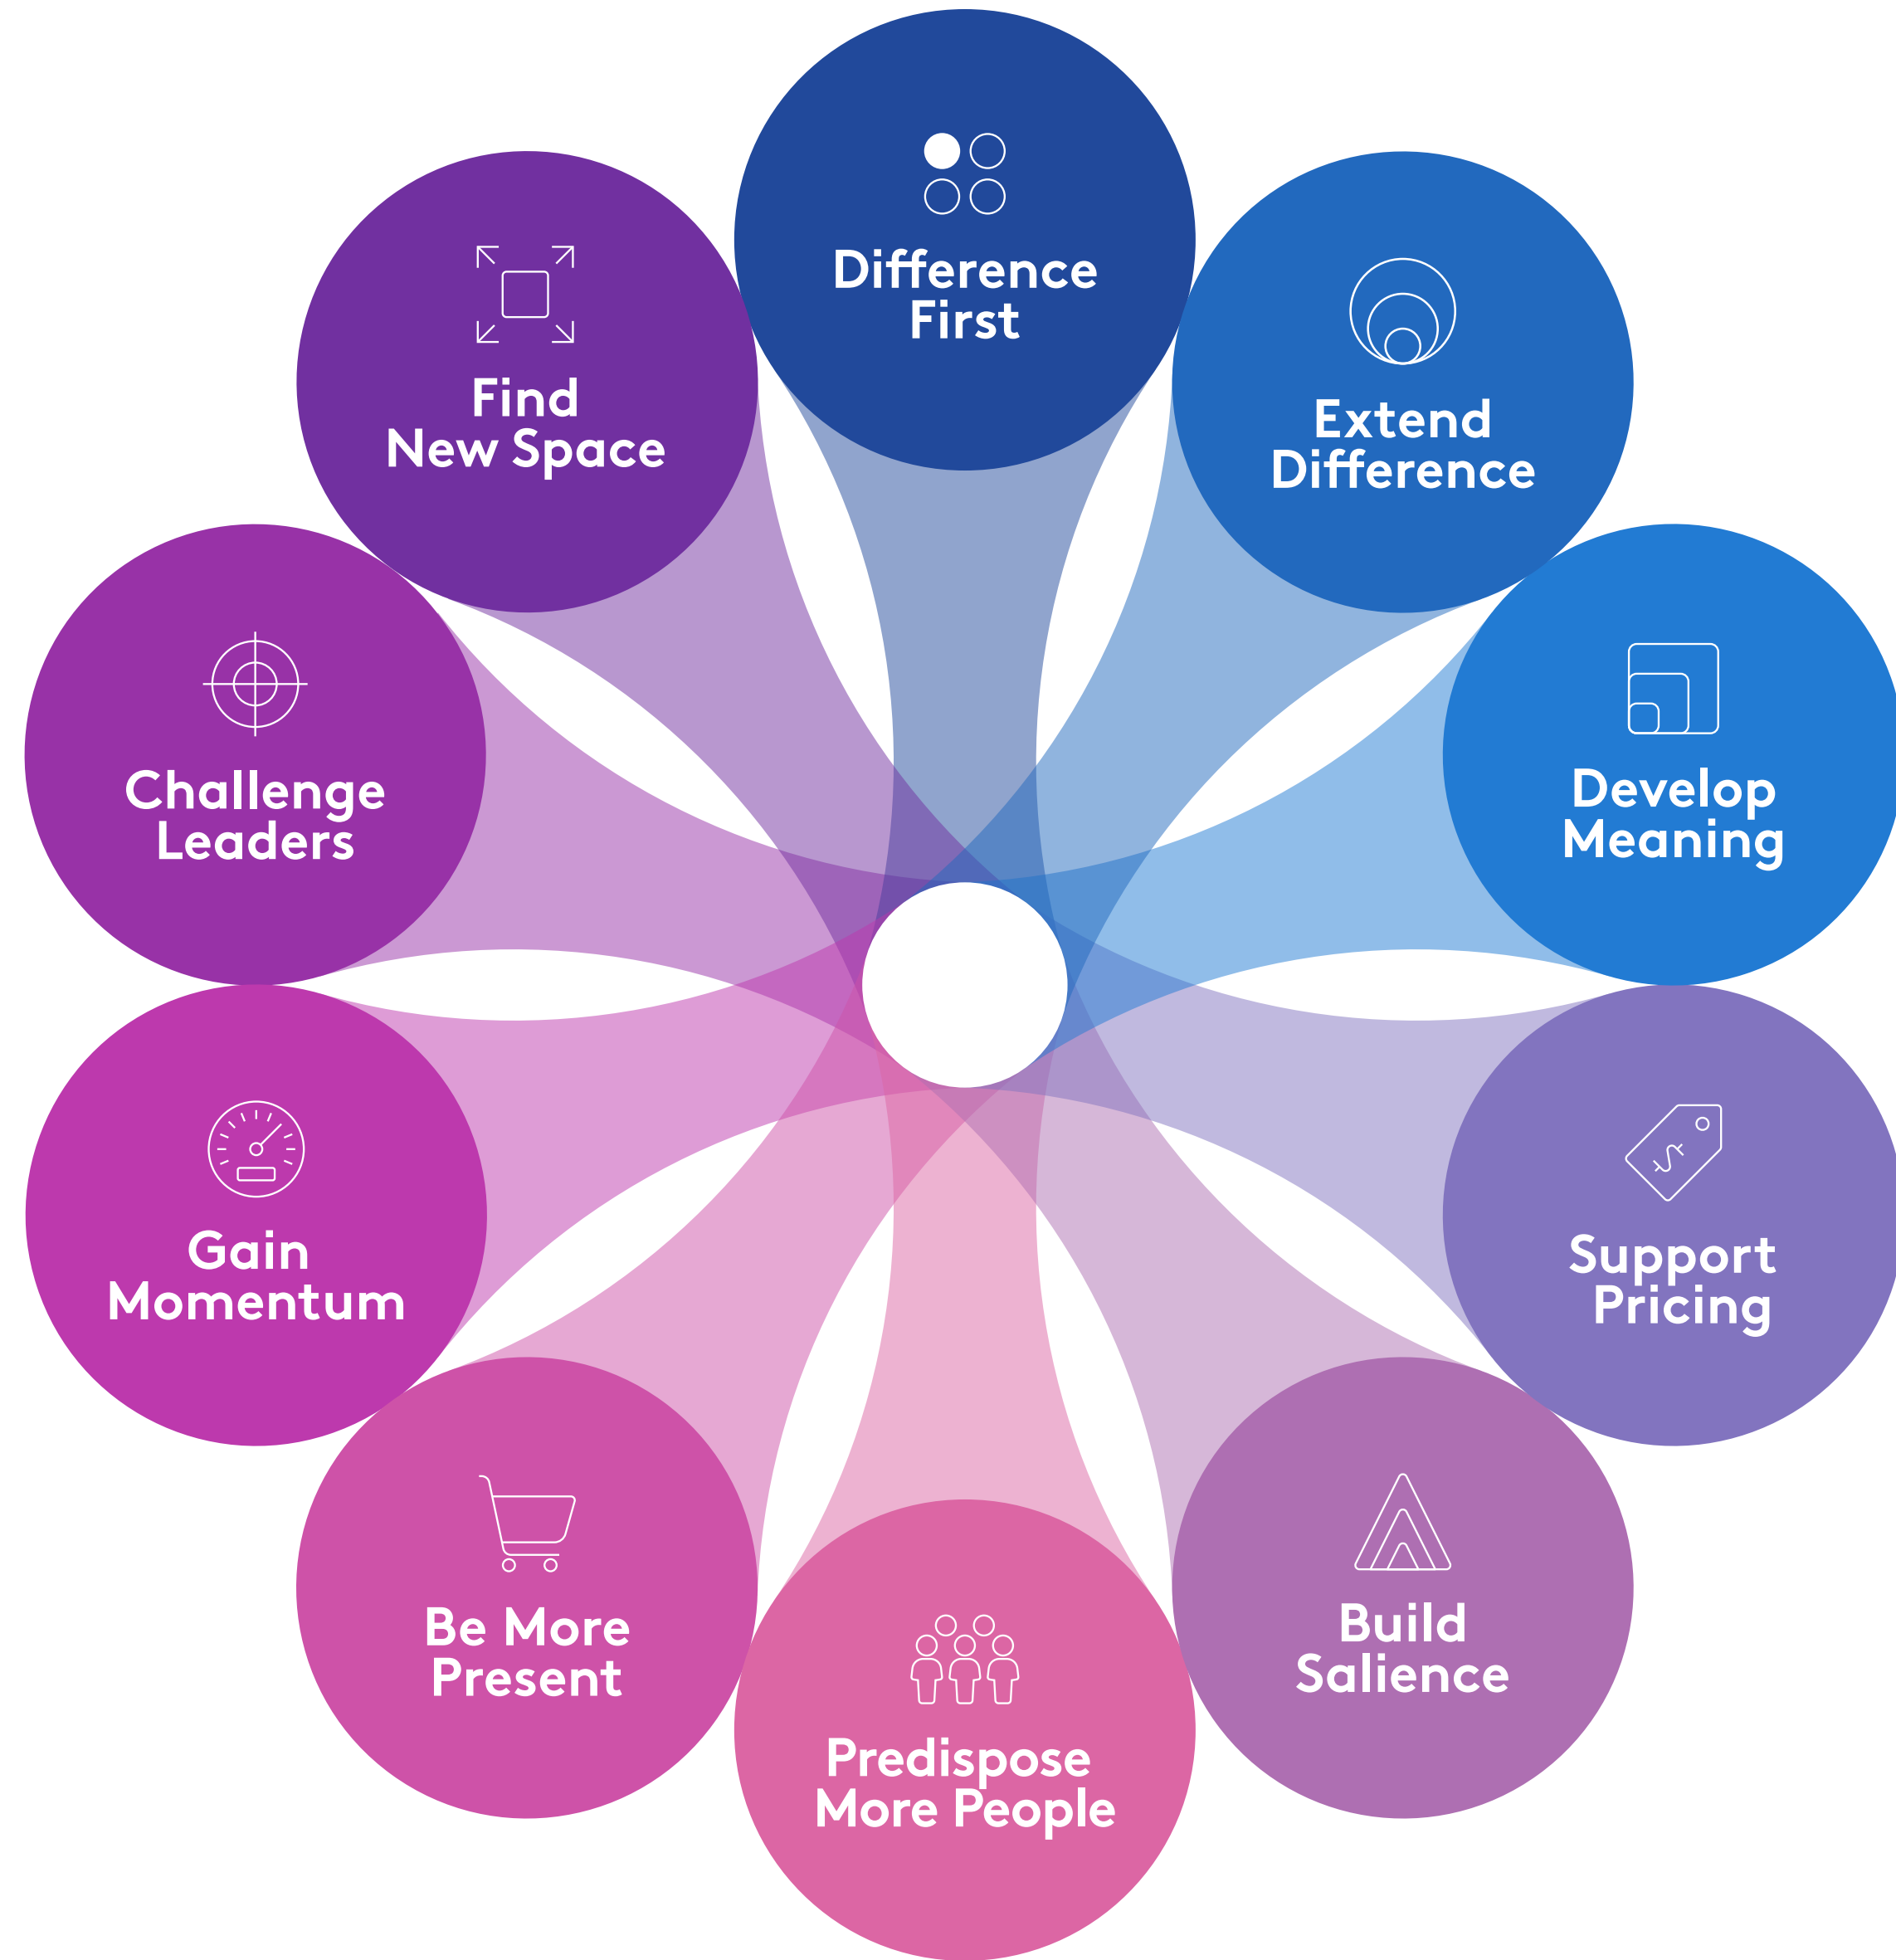 Difference
First
Extend
Difference
Develop
Meaning
Support
Pricing
Build
Salience
Predispose
More People
Be More
Present
Gain
Momentum
Challenge
Leaders
Find
New Space